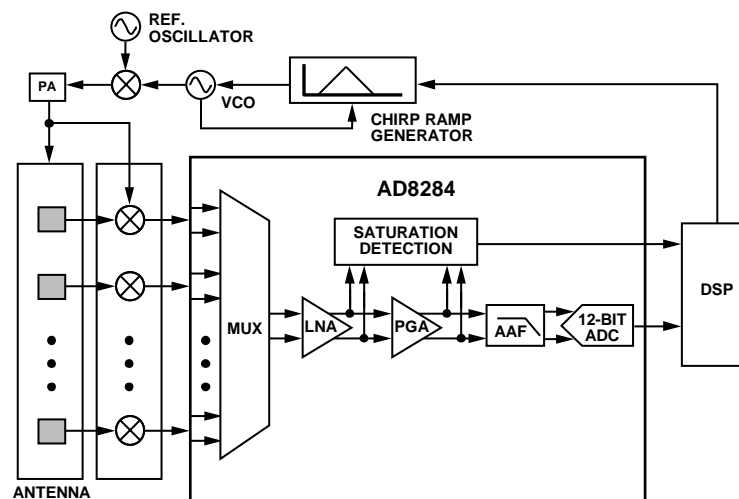 REF.
OSCILLATOR
PA
VCO
CHIRP RAMP
GENERATOR
AD8284
SATURATION
DETECTION
MUX
LNA
PGA
AAF
12-BIT
ADC
DSP
ANTENNA